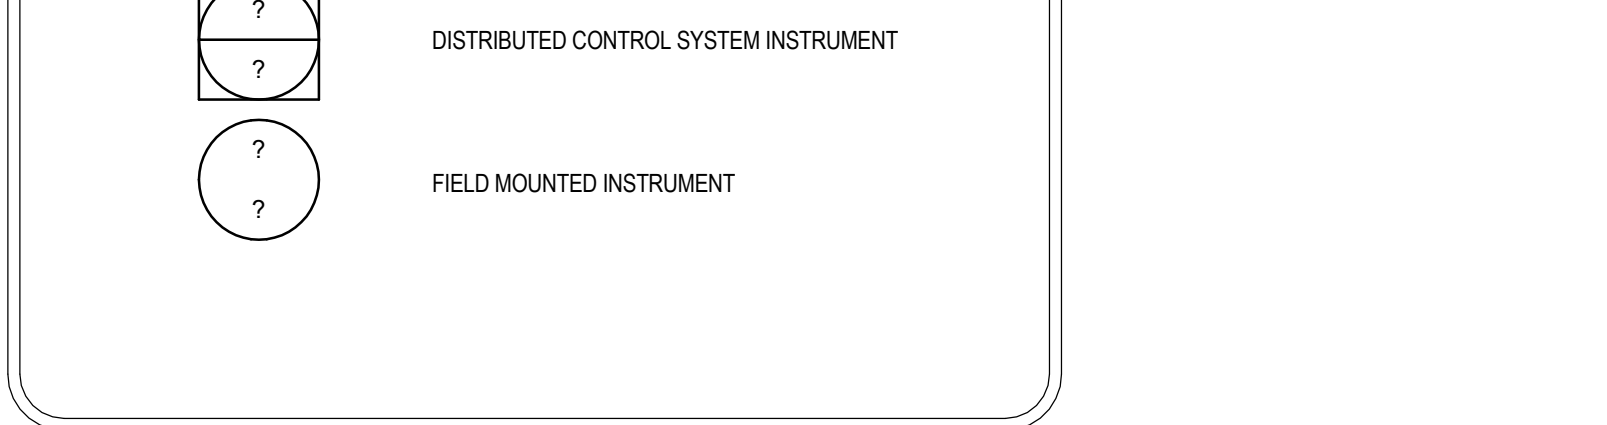 ?
DISTRIBUTED CONTROL SYSTEM INSTRUMENT
?
?
FIELD MOUNTED INSTRUMENT
?